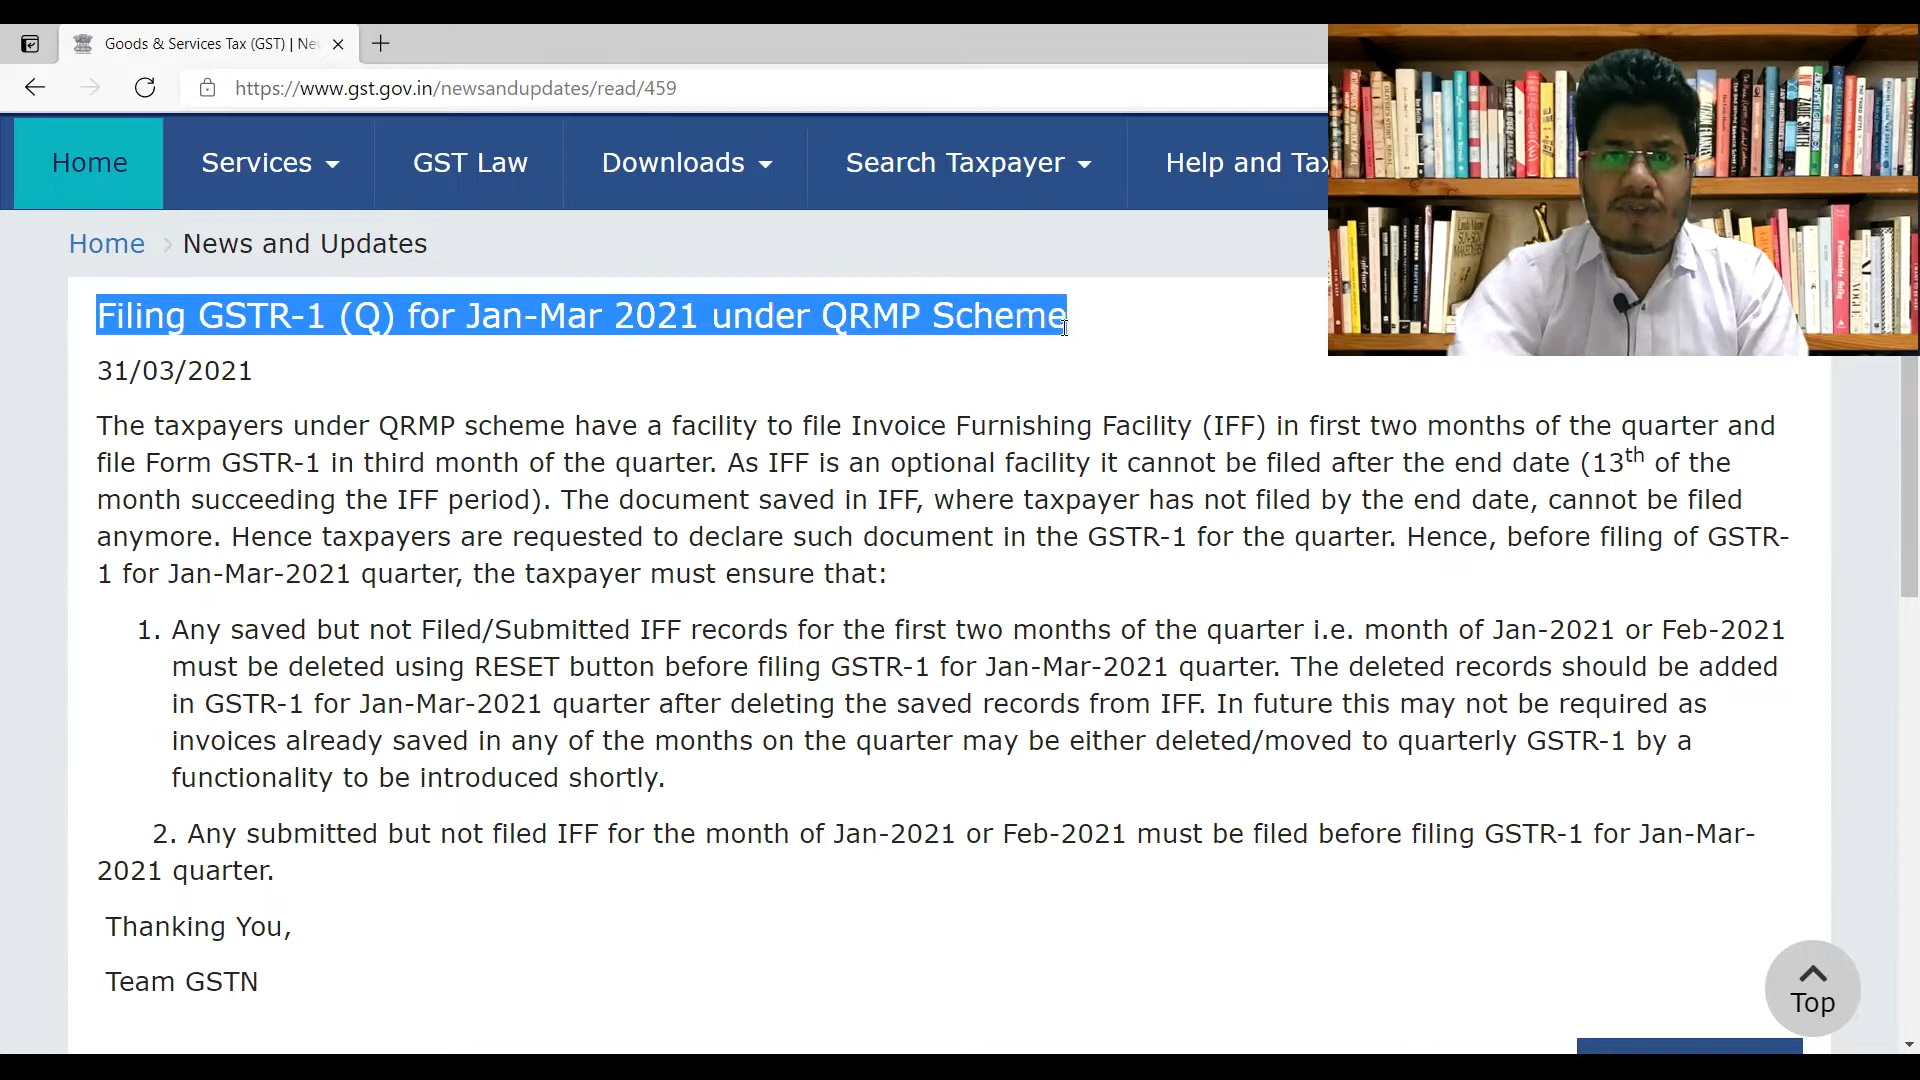 Goods & Services Tax (GST) | Ne
https://www.gst.gov.in/newsandupdates/read/459
Home Services GST Law Downloads Search Taxpayer Help and Tax
Home > News and Updates
Filing GSTR-1 (Q) for Jan-Mar 2021 under QRMP Scheme
31/03/2021
The taxpayers under QRMP scheme have a facility to file Invoice Furnishing Facility (IFF) in first two months of the quarter and
file Form GSTR-1 in third month of the quarter. As IFF is an optional facility it cannot be filed after the end date (13th of the
month succeeding the IFF period). The document saved in IFF, where taxpayer has not filed by the end date, cannot be filed
anymore. Hence taxpayers are requested to declare such document in the GSTR-1 for the quarter. Hence, before filing of GSTR-
1 for Jan-Mar-2021 quarter, the taxpayer must ensure that:
1. Any saved but not Filed/Submitted IFF records for the first two months of the quarter i.e. month of Jan-2021 or Feb-2021
must be deleted using RESET button before filing GSTR-1 for Jan-Mar-2021 quarter. The deleted records should be added
in GSTR-1 for Jan-Mar-2021 quarter after deleting the saved records from IFF. In future this may not be required as
invoices already saved in any of the months on the quarter may be either deleted/moved to quarterly GSTR-1 by a
functionality to be introduced shortly.
2. Any submitted but not filed IFF for the month of Jan-2021 or Feb-2021 must be filed before filing GSTR-1 for Jan-Mar-
2021 quarter.
Thanking You,
Team GSTN
Top